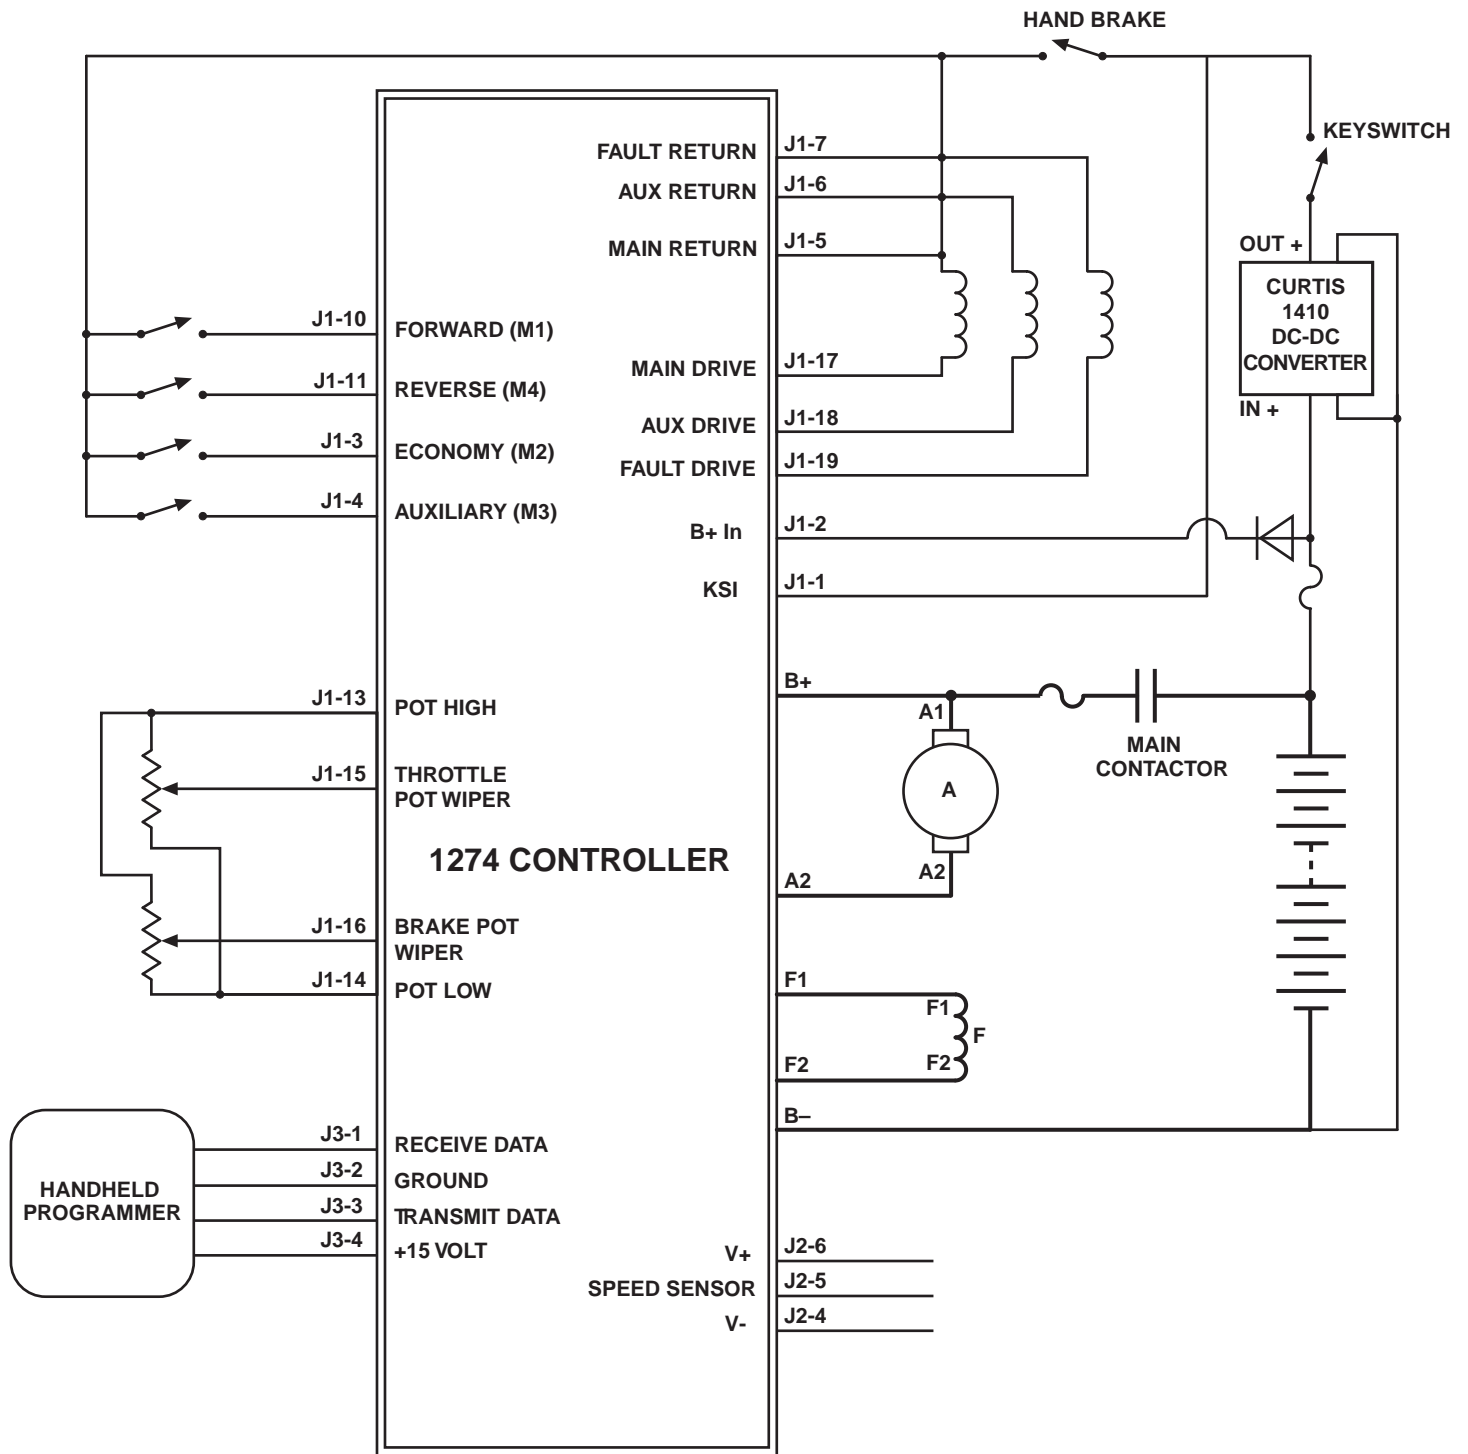 HAND BRAKE
KEYSWITCH
FAULT RETURN
J1-7
AUX RETURN
J1-6
MAIN RETURN
J1-5
OUT +
CURTIS
1410
DC-DC
CONVERTER
IN +
J1-10
FORWARD (M1)
J1-11
REVERSE (M4)
J1-3
ECONOMY (M2)
J1-4
AUXILIARY (M3)
MAIN DRIVE
J1-17
AUX DRIVE
J1-18
FAULT DRIVE
J1-19
B+ In
J1-2
KSI
J1-1
J1-13
POT HIGH
J1-15
THROTTLE
POT WIPER
1274 CONTROLLER
J1-16
BRAKE POT
WIPER
J1-14
POT LOW
B+
A1
A
A2
A2
MAIN
CONTACTOR
F1
F1
F
F2
F2
B–
HANDHELD
PROGRAMMER
J3-1
RECEIVE DATA
J3-2
GROUND
J3-3
TRANSMIT DATA
J3-4
+15 VOLT
V+
J2-6
SPEED SENSOR
J2-5
V-
J2-4